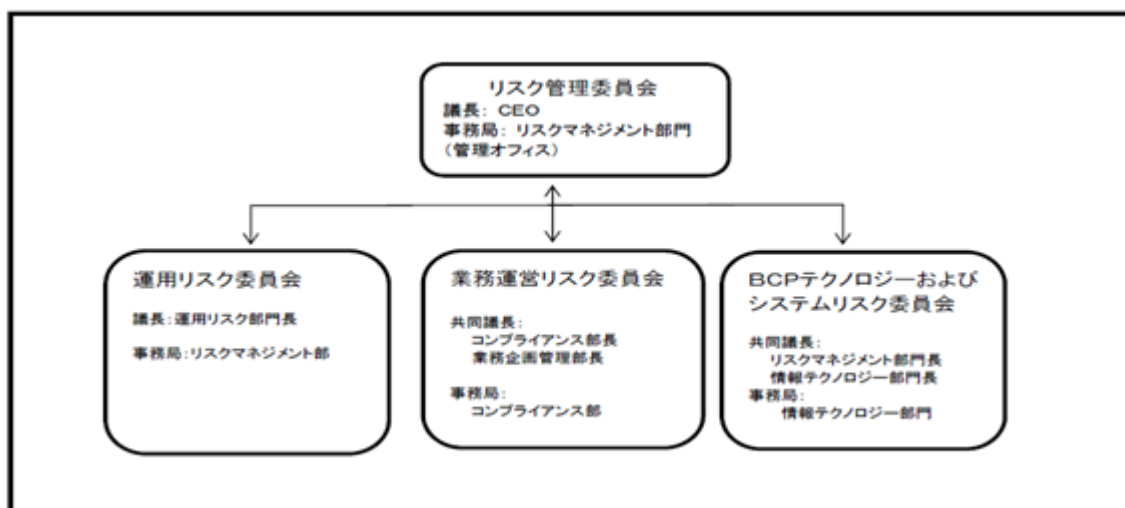 リスク管理委員会
議長： CEO
事務局： リスクマネジメント部門
（管理オフィス）
運用リスク委員会
議長：運用リスク部門長
事務局：リスクマネジメント部
業務運営リスク委員会
共同議長：
コンプライアンス部長
業務企画管理部長
事務局：
コンプライアンス部
BCPテクノロジーおよび
システムリスク委員会
共同議長：
リスクマネジメント部門長
情報テクノロジー部門長
事務局：
情報テクノロジー部門